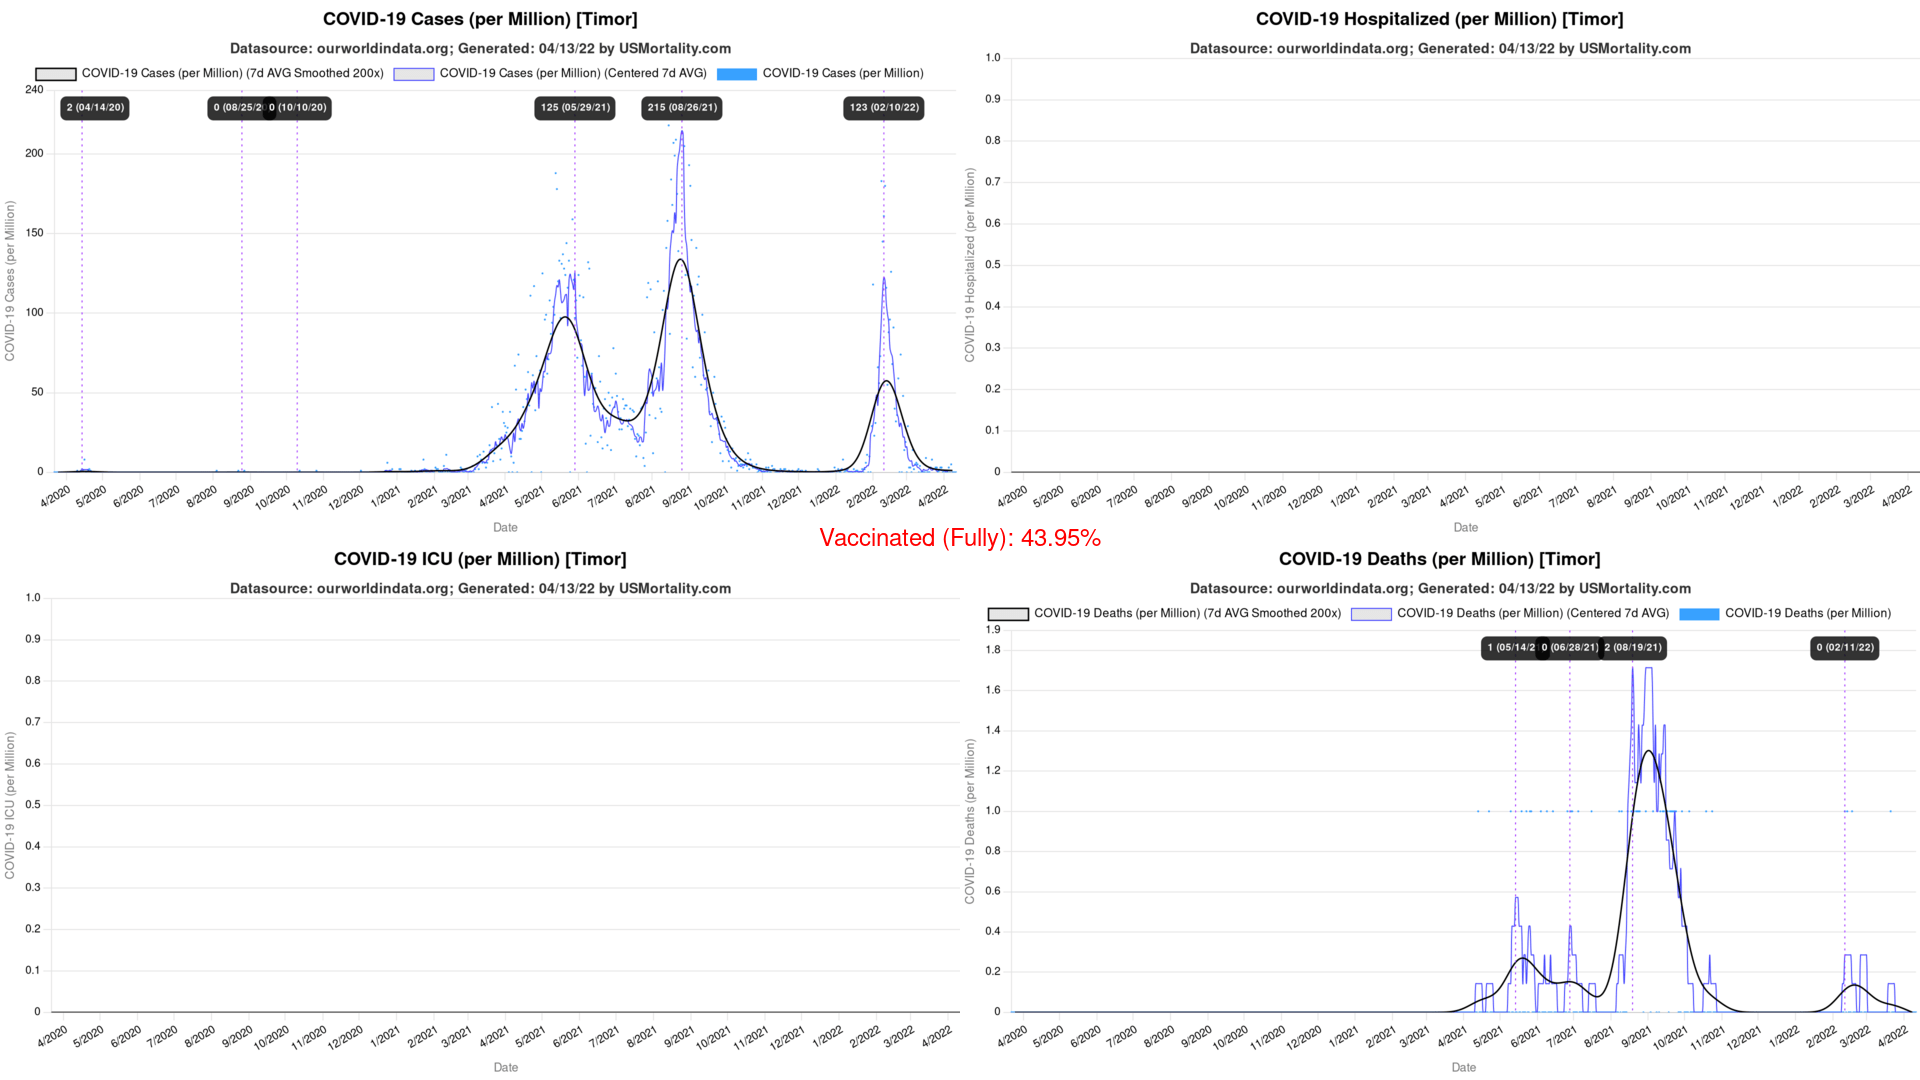 COVID-19 Cases (per Million) [Timor]
Datasource: ourworldindata.org; Generated: 04/13/22 by USMortality.com
COVID-19 Cases (per Million) (7d AVG Smoothed 200x) COVID-19 Cases (per Million) (Centered 7d AVG) COVID-19 Cases (per Million)
2 (04/14/20) 0 (08/25/2 0 (10/10/20) 125 (05/29/21) 215 (08/26/21) 123 (02/10/22)
240
200
150
100
50
0
COVID-19 Cases (per Million)
4/2020 5/2020 6/2020 7/2020 8/2020 9/2020 10/2020 11/2020 12/2020 1/2021 2/2021 3/2021 4/2021 5/2021 6/2021 7/2021 8/2021 9/2021 10/2021 11/2021 12/2021 1/2022 2/2022 3/2022 4/2022
Date
COVID-19 Hospitalized (per Million) [Timor]
Datasource: ourworldindata.org; Generated: 04/13/22 by USMortality.com
1.0
0.9
0.8
0.7
0.6
0.5
0.4
0.3
0.2
0.1
0
COVID-19 Hospitalized (per Million)
4/2020 5/2020 6/2020 7/2020 8/2020 9/2020 10/2020 11/2020 12/2020 1/2021 2/2021 3/2021 4/2021 5/2021 6/2021 7/2021 8/2021 9/2021 10/2021 11/2021 12/2021 1/2022 2/2022 3/2022 4/2022
Date
Vaccinated (Fully): 43.95%
COVID-19 ICU (per Million) [Timor]
Datasource: ourworldindata.org; Generated: 04/13/22 by USMortality.com
1.0
0.9
0.8
0.7
0.6
0.5
0.4
0.3
0.2
0.1
0
COVID-19 ICU (per Million)
4/2020 5/2020 6/2020 7/2020 8/2020 9/2020 10/2020 11/2020 12/2020 1/2021 2/2021 3/2021 4/2021 5/2021 6/2021 7/2021 8/2021 9/2021 10/2021 11/2021 12/2021 1/2022 2/2022 3/2022 4/2022
Date
COVID-19 Deaths (per Million) [Timor]
Datasource: ourworldindata.org; Generated: 04/13/22 by USMortality.com
COVID-19 Deaths (per Million) (7d AVG Smoothed 200x) COVID-19 Deaths (per Million) (Centered 7d AVG) COVID-19 Deaths (per Million)
1 (05/14/2 0 (06/28/21) 2 (08/19/21) 0 (02/11/22)
1.9
1.8
1.6
1.4
1.2
1.0
0.8
0.6
0.4
0.2
0
COVID-19 Deaths (per Million)
4/2020 5/2020 6/2020 7/2020 8/2020 9/2020 10/2020 11/2020 12/2020 1/2021 2/2021 3/2021 4/2021 5/2021 6/2021 7/2021 8/2021 9/2021 10/2021 11/2021 12/2021 1/2022 2/2022 3/2022 4/2022
Date